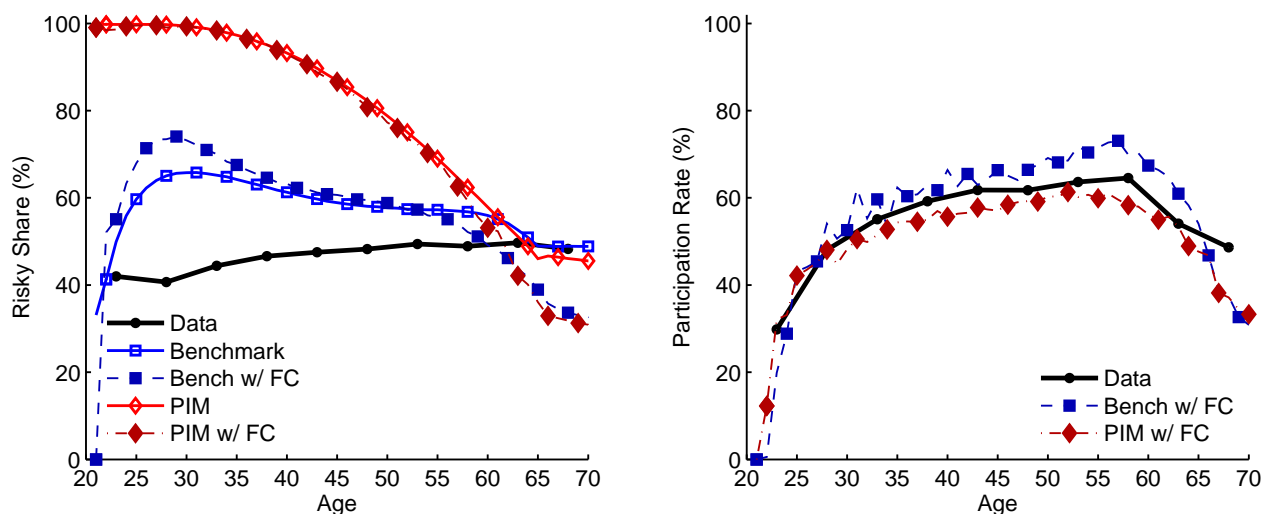 100
80
60
40
20
0
Risky Share (%)
20 25 30 35 40 45 50 55 60 65 70
Age
Data
Benchmark
Bench w/ FC
PIM
PIM w/ FC
100
80
60
40
20
0
Participation Rate (%)
20 25 30 35 40 45 50 55 60 65 70
Age
Data
Bench w/ FC
PIM w/ FC